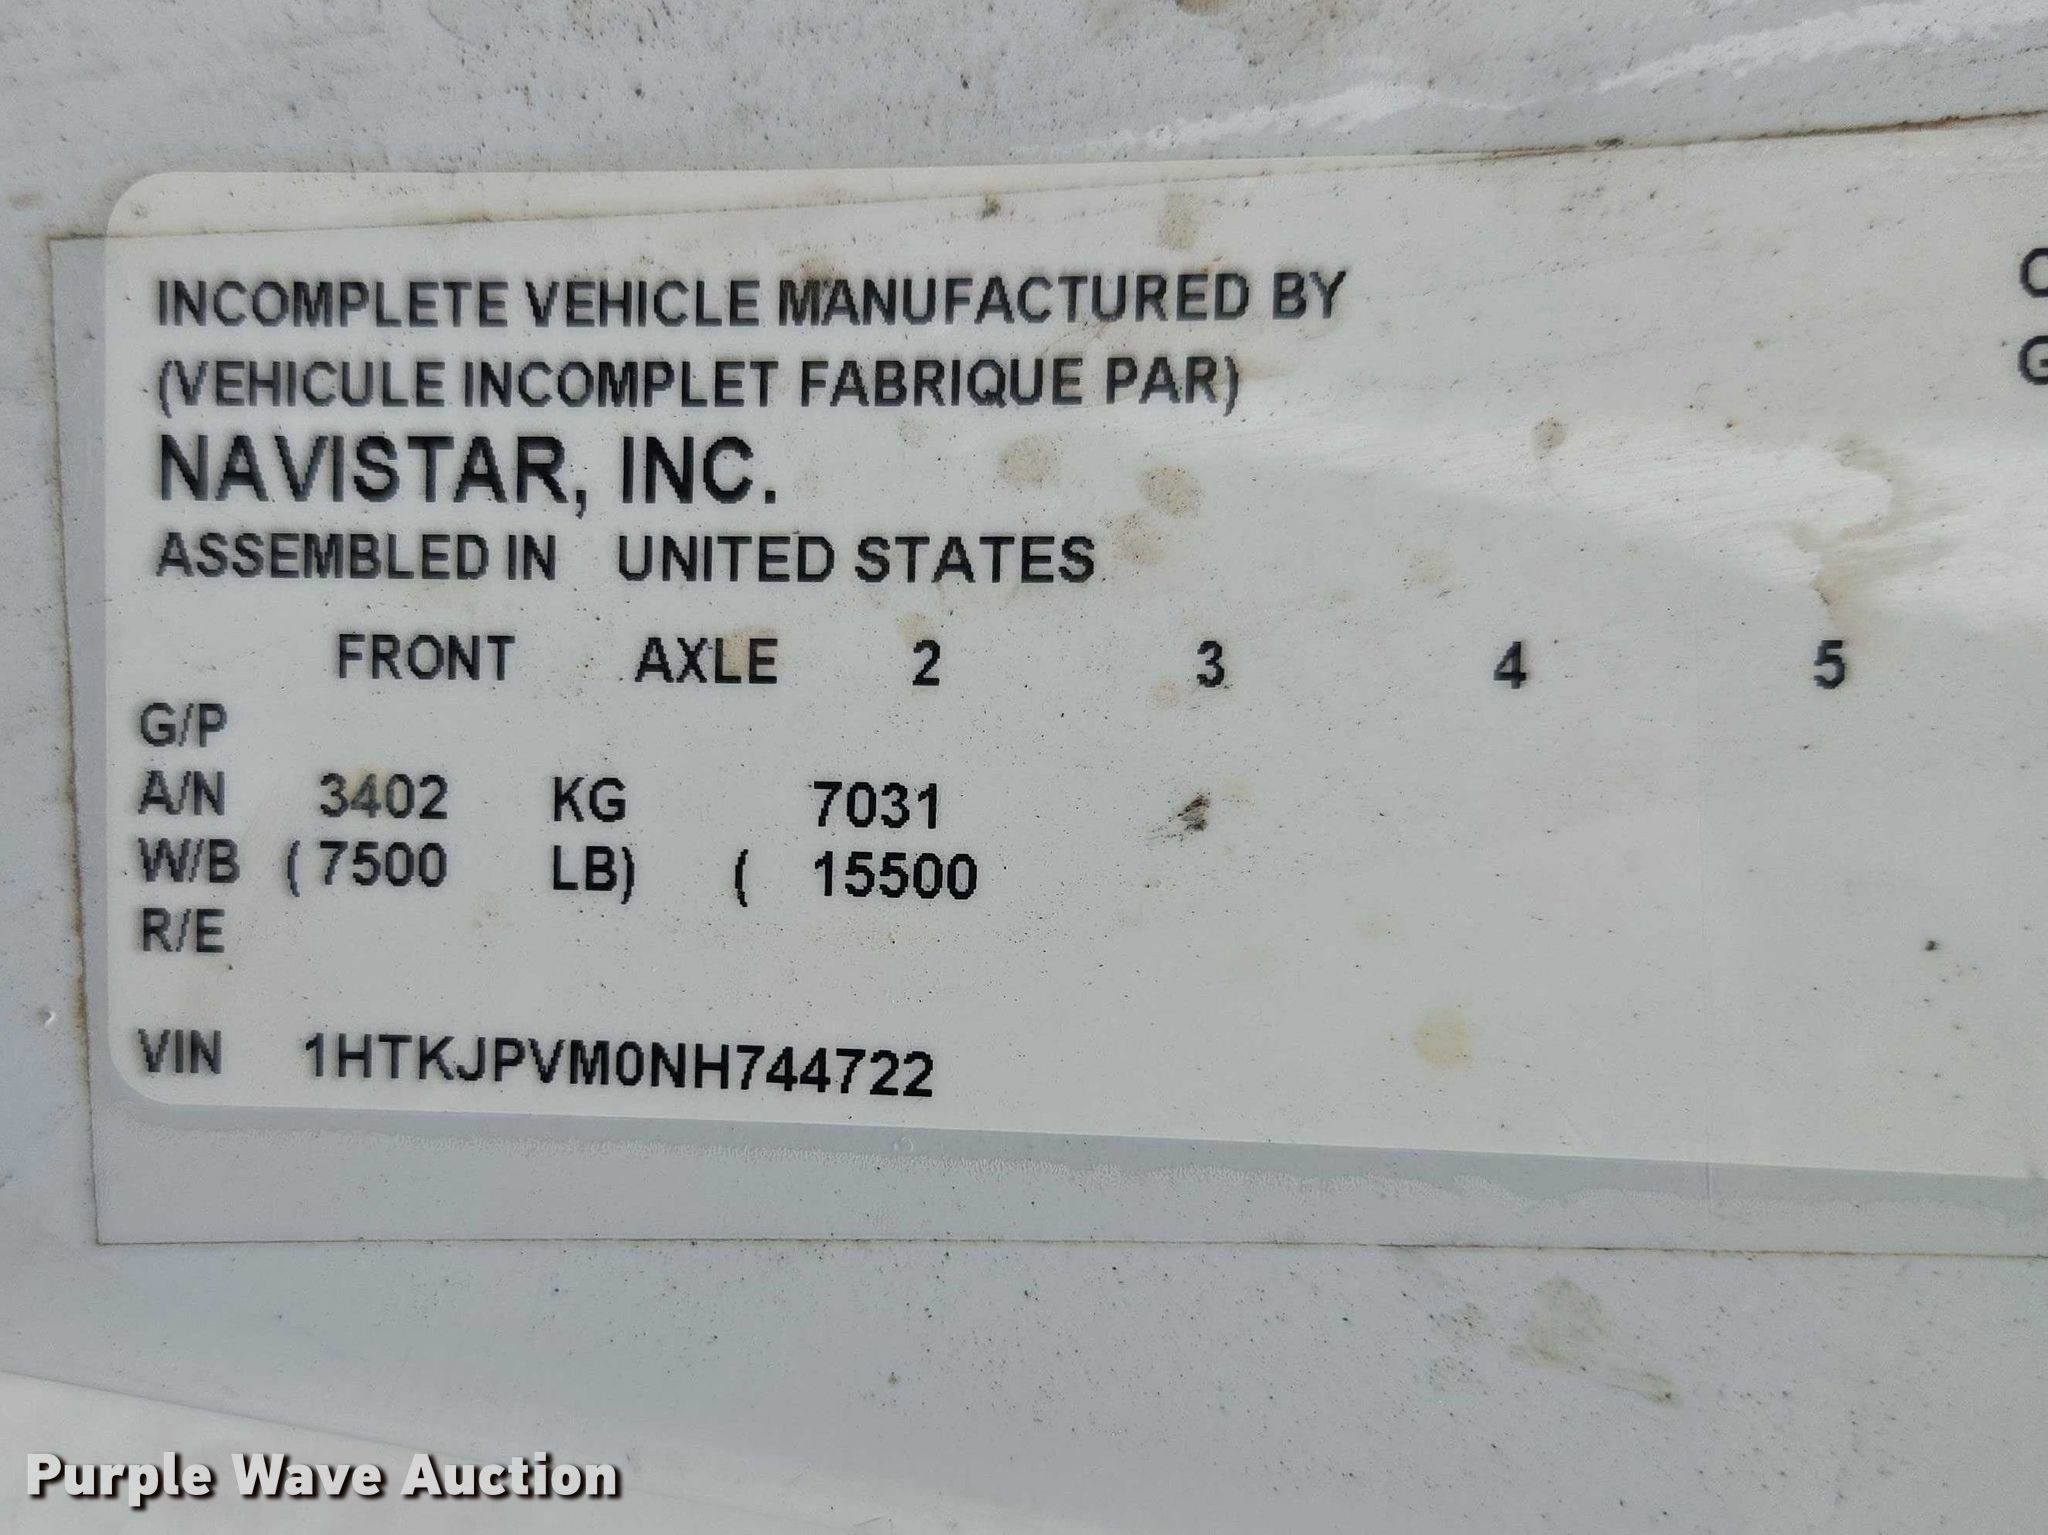 INCOMPLETE VEHICLE MANUFACTURED BY
(VEHICULE INCOMPLET FABRIQUE PAR)
NAVISTAR, INC.
ASSEMBLED IN UNITED STATES
FRONT AXLE 2 3 4 5
G/P
A/N 3402 KG 7031
W/B ( 7500 LB) ( 15500
R/E
VIN 1HTKJPVM0NH744722
Purple Wave Auction